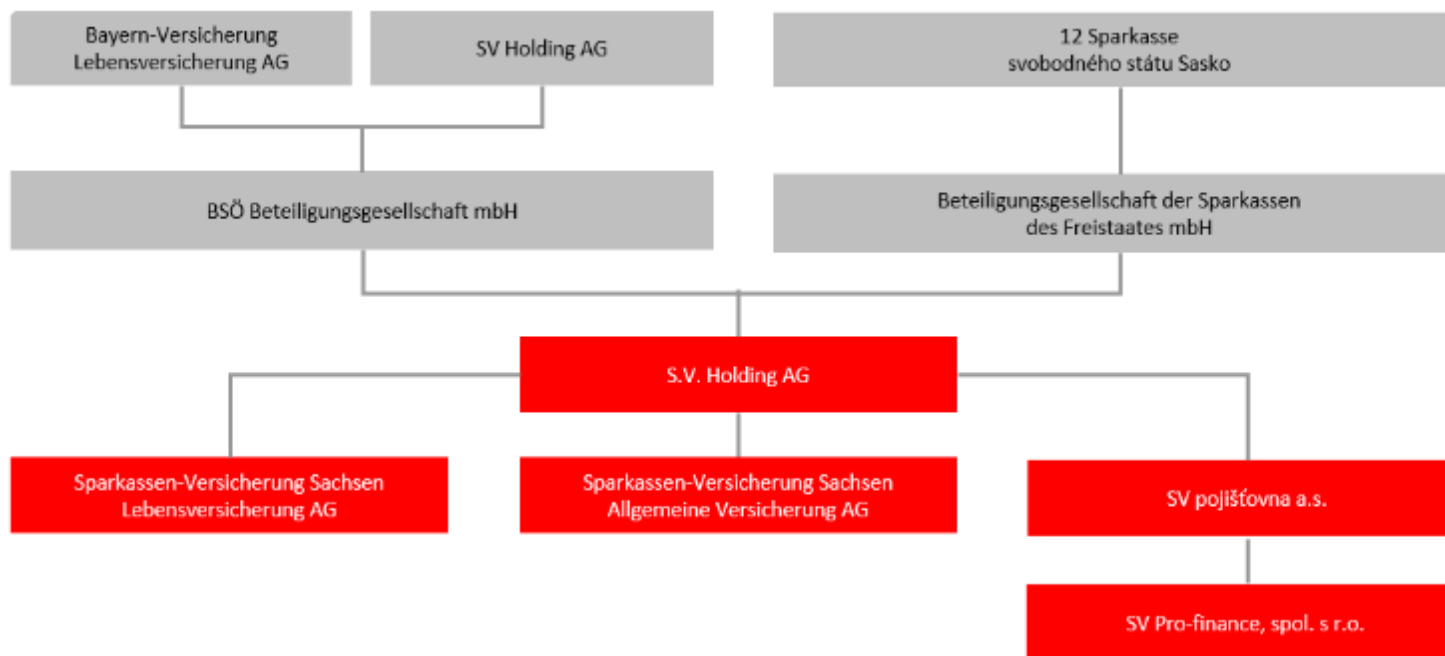 Bayern-Versicherung
Lebensversicherung AG
SV Holding AG
12 Sparkasse
svobodného státu Sasko
BSÖ Beteiligungsgesellschaft mbH
Beteiligungsgesellschaft der Sparkassen
des Freistaates mbH
S.V. Holding AG
Sparkassen-Versicherung Sachsen
Lebensversicherung AG
Sparkassen-Versicherung Sachsen
Allgemeine Versicherung AG
SV pojišťovna a.s.
SV Pro-finance, spol. s r.o.